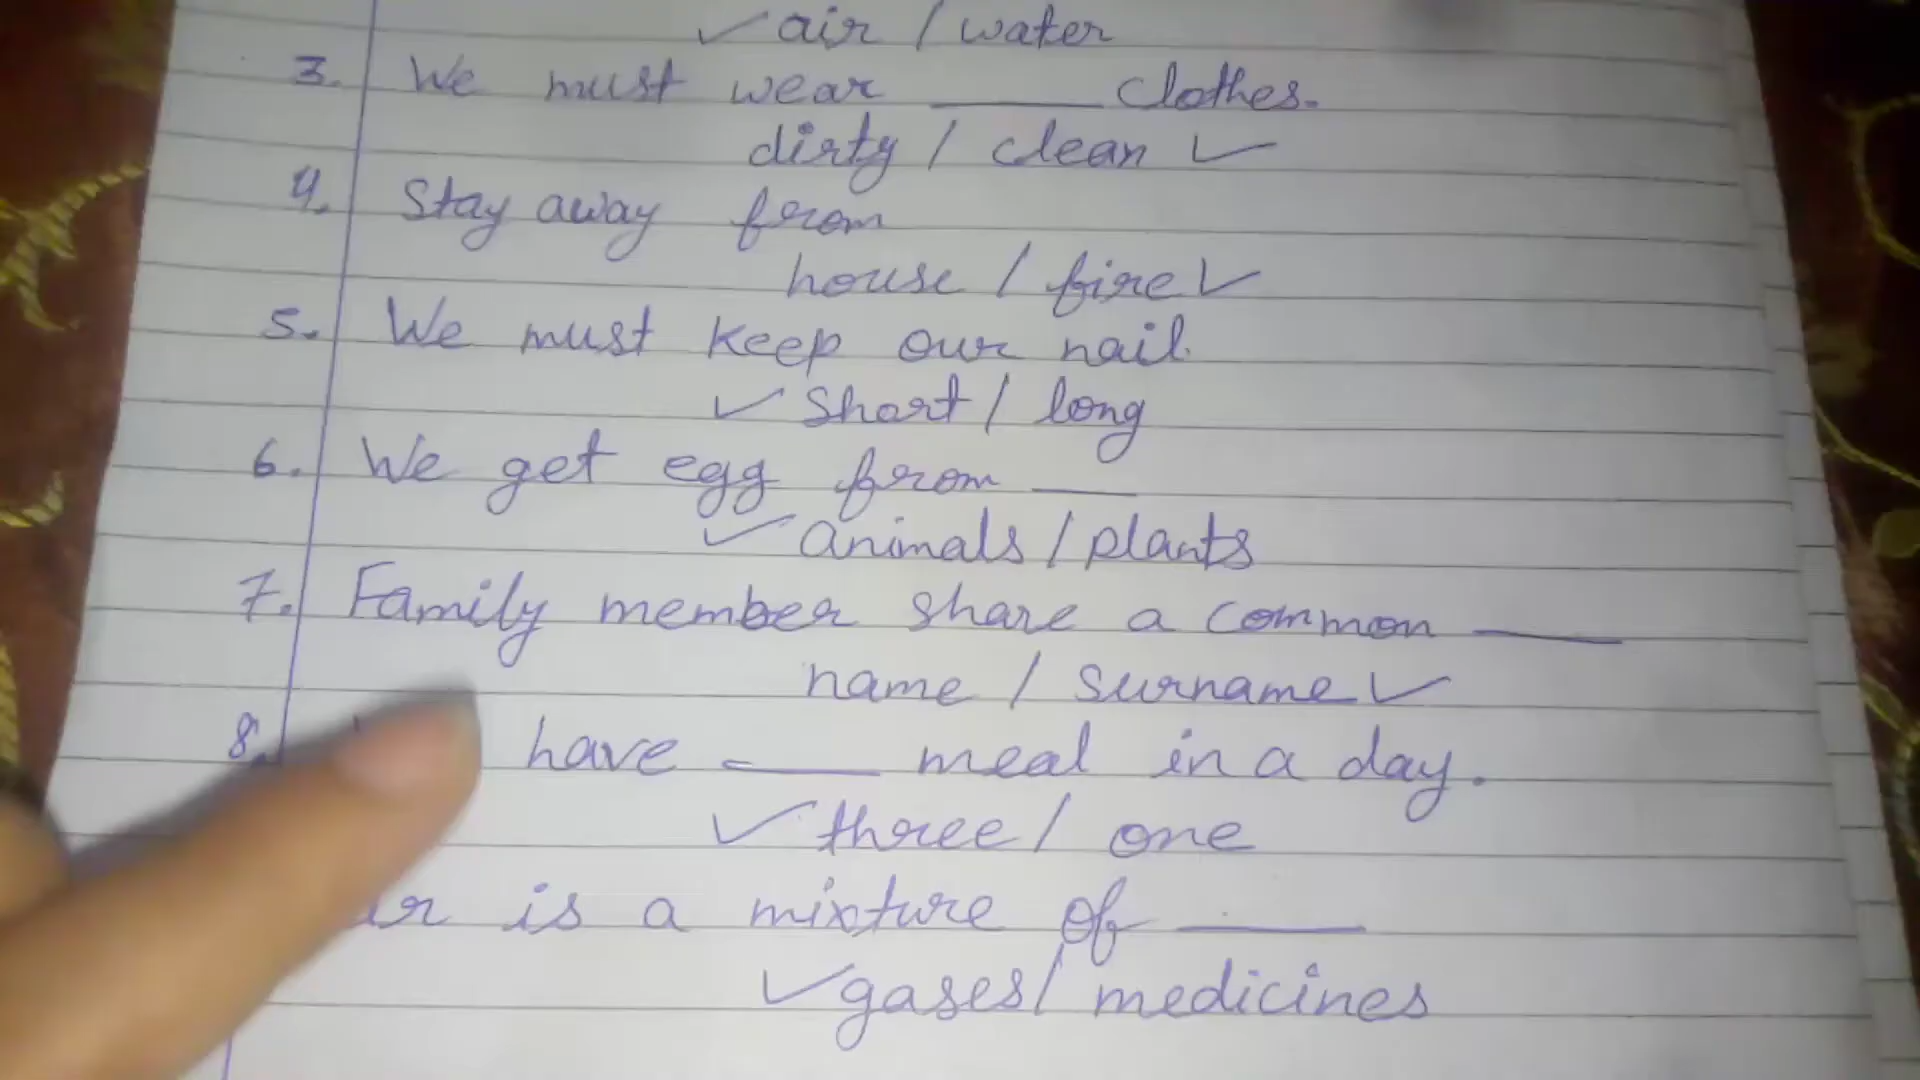 ✓ air / water
3. We must wear ____ clothes.
dirty / clean ✓
4. Stay away from
house / fire ✓
5. We must keep our nail.
✓ Short / long
6. We get egg from ____
✓ animals / plants
7. Family member share a common ____
name / surname ✓
8. have ____ meal in a day.
✓ three / one
is a mixture of ____
✓ gases / medicines